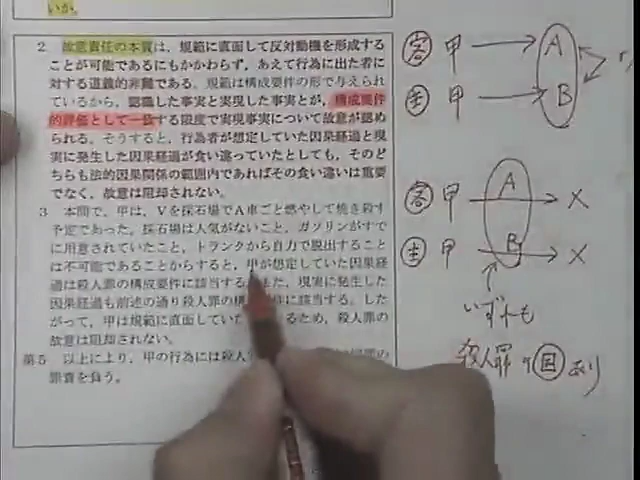 いか。
2 故意責任の本質は、規範に直面して反対動機を形成する
ことが可能であるにもかかわらず、あえて行為に出た者に
対する道義的非難である。規範は構成要件の形で与えられ
ているから、認識した事実と実現した事実とが、構成要件
的評価として一致する限度で実現事実について故意が認め
られる。そうすると、行為者が想定していた因果経過と現
実に発生した因果経過が食い違っていたとしても、そのど
ちらも法的因果関係の範囲内であればその食い違いは重要
でなく、故意は阻却されない。
3 本問で、甲は、Vを採石場でA車ごと燃やして焼き殺す
予定であった。採石場は人気がないこと、ガソリンがすで
に用意されていたこと、トランクから自力で脱出すること
は不可能であることからすると、甲が想定していた因果経
過は殺人罪の構成要件に該当する。また、現実に発生した
因果経過も前述の通り殺人罪の構 件に該当する。した
がって、甲は規範に直面していた るため、殺人罪の
故意は阻却されない。
第5 以上により、甲の行為には殺人 の
罪責を負う。
客 甲 → A
主 甲 → B
客 甲 A → X
主 甲 B → X
いずれも
殺人罪の因あり